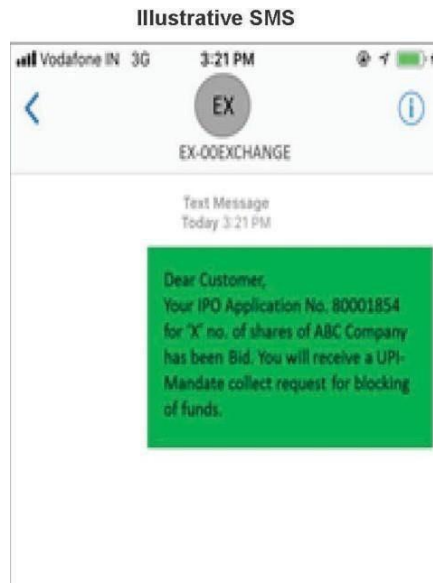 Illustrative SMS
Vodafone IN 3G 3:21 PM
EX
EX-00EXCHANGE
Text Message
Today 3:21 PM
Dear Customer,
Your IPO Application No. 80001854
for 'X' no. of shares of ABC Company
has been Bid. You will receive a UPI-
Mandate collect request for blocking
of funds.